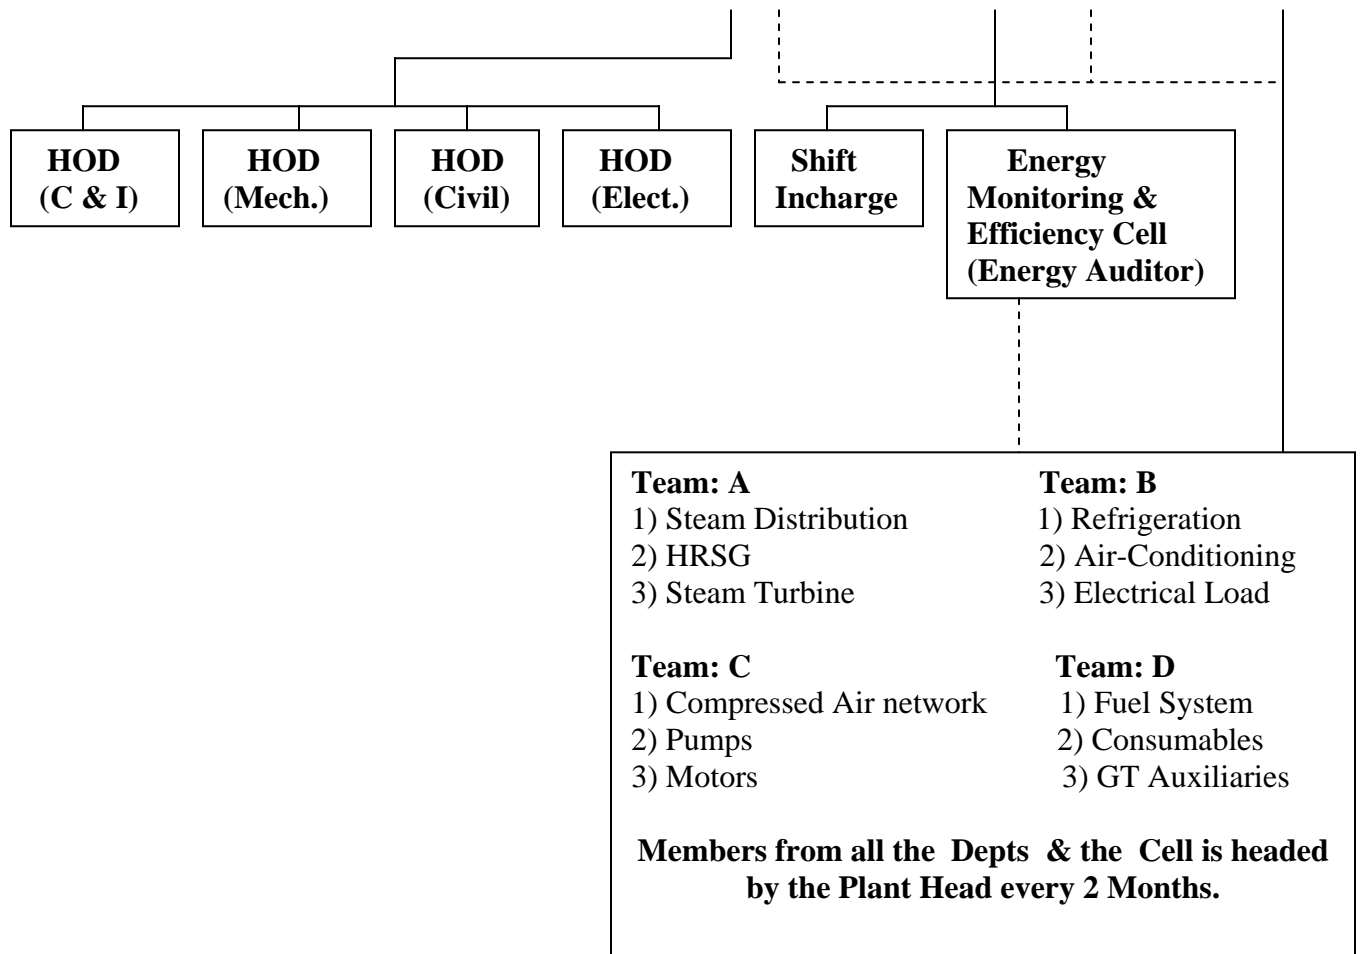 HOD
(C & I)
HOD
(Mech.)
HOD
(Civil)
HOD
(Elect.)
Shift
Incharge
Energy
Monitoring &
Efficiency Cell
(Energy Auditor)
Team: A
1) Steam Distribution
2) HRSG
3) Steam Turbine
Team: B
1) Refrigeration
2) Air-Conditioning
3) Electrical Load
Team: C
1) Compressed Air network
2) Pumps
3) Motors
Team: D
1) Fuel System
2) Consumables
3) GT Auxiliaries
Members from all the Depts & the Cell is headed
by the Plant Head every 2 Months.